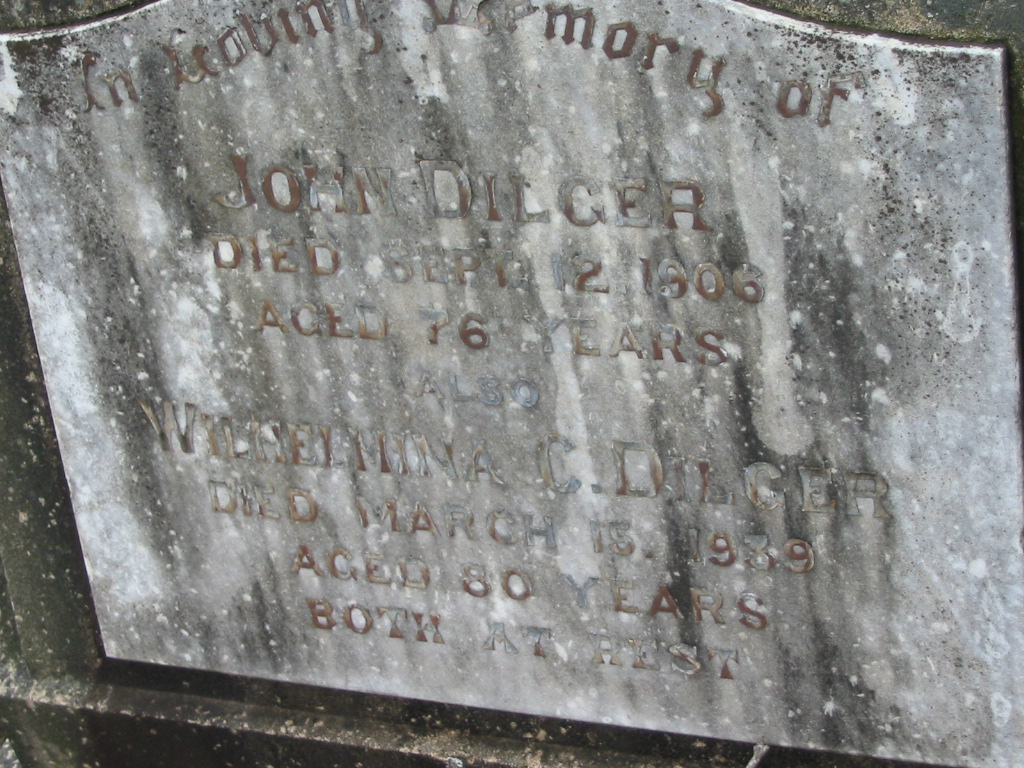 In Loving Memory of
JOHN DILGER
DIED SEPT. 12. 1906
AGED 76 YEARS
ALSO
WILHELMINA C. DILGER
DIED MARCH 15. 1939
AGED 80 YEARS
BOTH AT REST